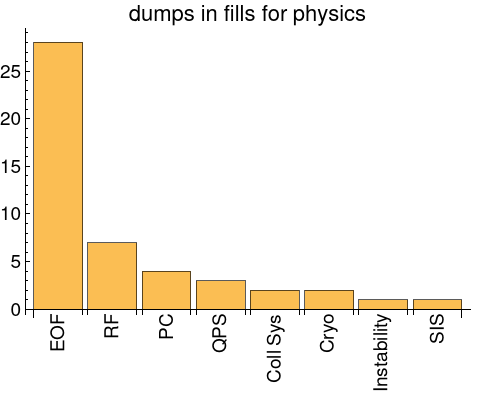 dumps in fills for physics
25
20
15
10
5
0
EOF
RF
PC
QPS
Coll Sys
Cryo
Instability
SIS